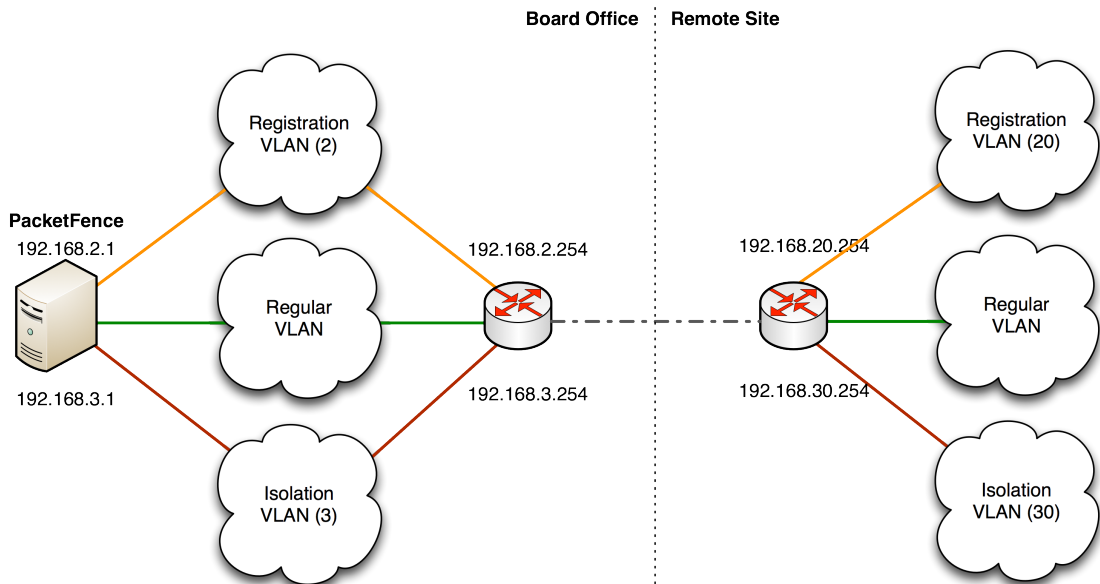 Board Office
Remote Site
Registration
VLAN (2)
Registration
VLAN (20)
PacketFence
192.168.2.1
192.168.2.254
192.168.20.254
Regular
VLAN
Regular
VLAN
192.168.3.1
192.168.3.254
192.168.30.254
Isolation
VLAN (3)
Isolation
VLAN (30)